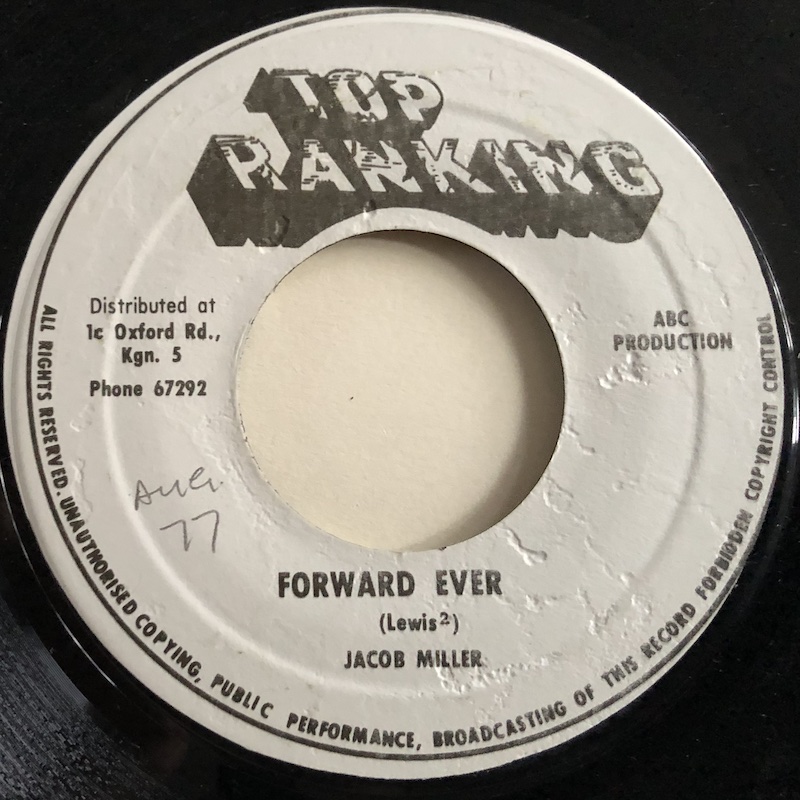 TOP
RANKING
Distributed at
1c Oxford Rd.,
Kgn. 5
Phone 67292
ABC
PRODUCTION
Aug.
77
FORWARD EVER
(Lewis²)
JACOB MILLER
ALL RIGHTS RESERVED. UNAUTHORISED COPYING, PUBLIC PERFORMANCE, BROADCASTING OF THIS RECORD FORBIDDEN COPYRIGHT CONTROL